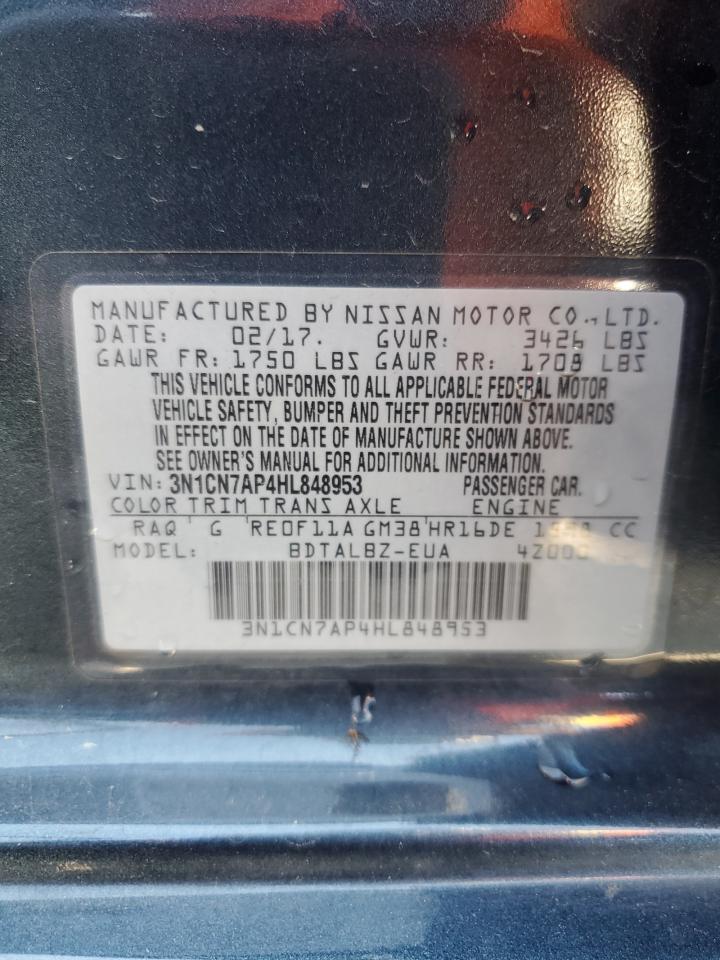 MANUFACTURED BY NISSAN MOTOR CO.,LTD.
DATE: 02/17. GVWR: 3426 LBS
GAWR FR: 1750 LBS GAWR RR: 1708 LBS
THIS VEHICLE CONFORMS TO ALL APPLICABLE FEDERAL MOTOR
VEHICLE SAFETY, BUMPER AND THEFT PREVENTION STANDARDS
IN EFFECT ON THE DATE OF MANUFACTURE SHOWN ABOVE.
SEE OWNER'S MANUAL FOR ADDITIONAL INFORMATION.
VIN: 3N1CN7AP4HL848953 PASSENGER CAR.
COLOR TRIM TRANS AXLE ENGINE
RAQ G RE0F11A GM38 HR16DE CC
MODEL: BDTALBZ-EUA
3N1CN7AP4HL848953